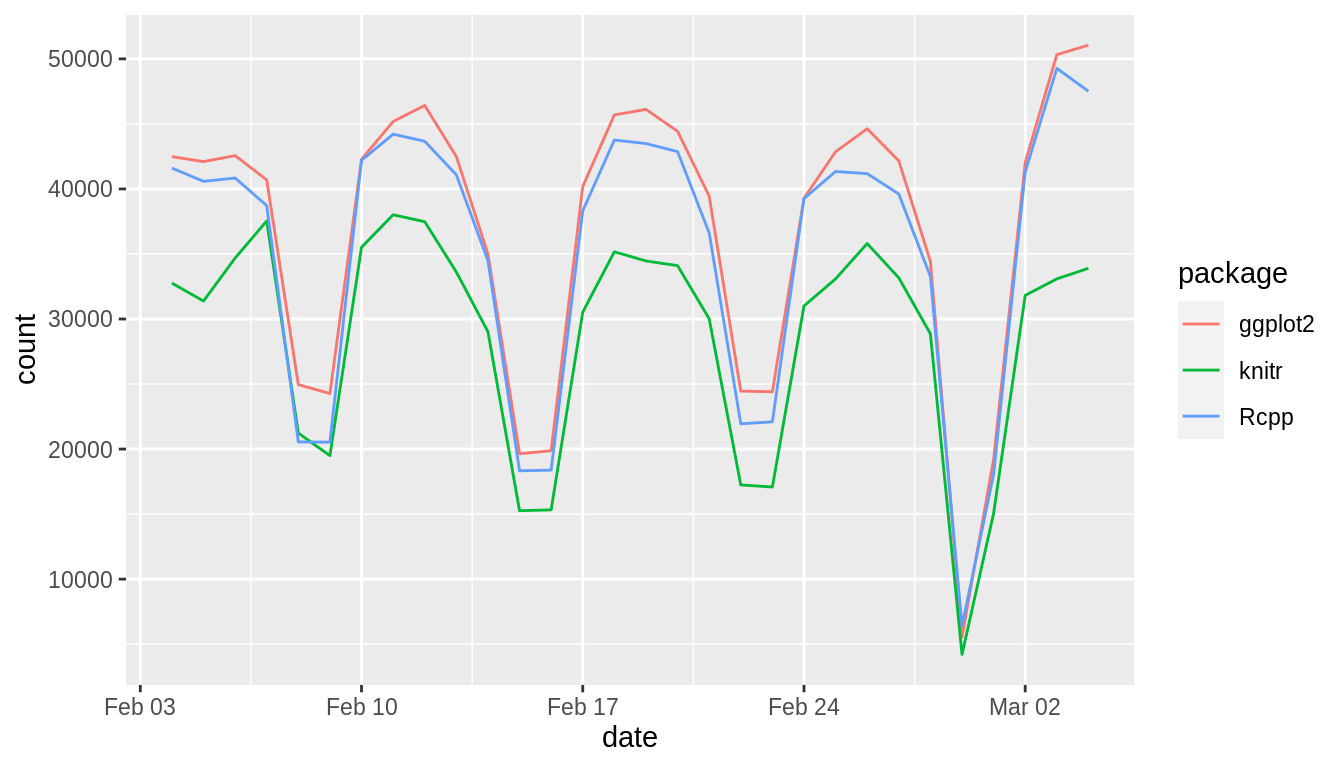 50000
40000
30000
20000
10000
count
Feb 03
Feb 10
Feb 17
Feb 24
Mar 02
date
package
ggplot2
knitr
Rcpp